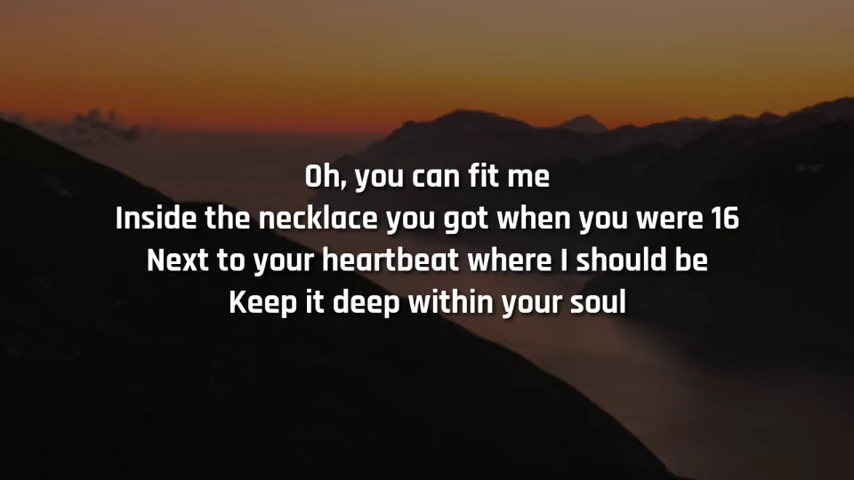 Oh, you can fit me
Inside the necklace you got when you were 16
Next to your heartbeat where I should be
Keep it deep within your soul